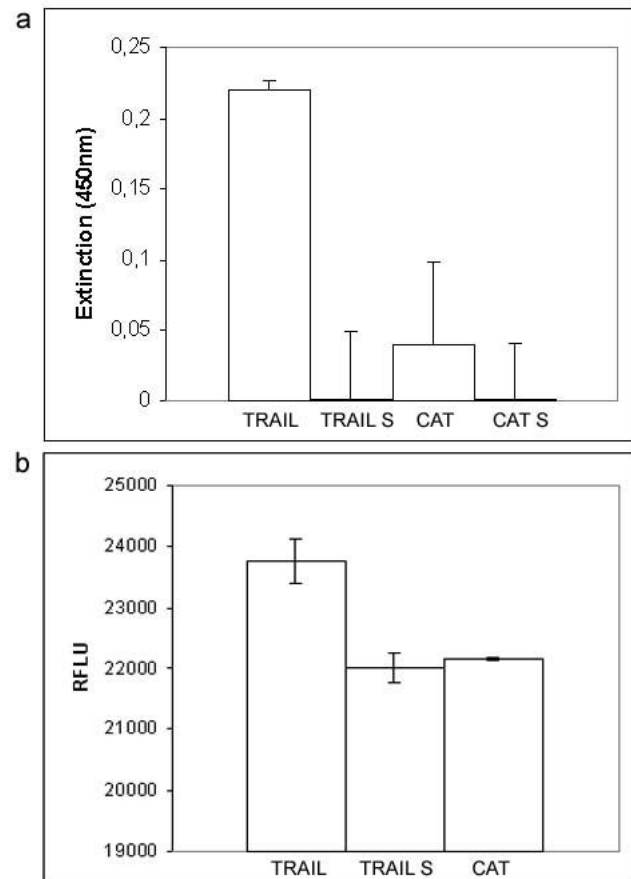 a
Extinction (450nm)
0,25
0,2
0,15
0,1
0,05
0
TRAIL TRAIL S CAT CAT S
b
RFLU
25000
24000
23000
22000
21000
20000
19000
TRAIL TRAIL S CAT